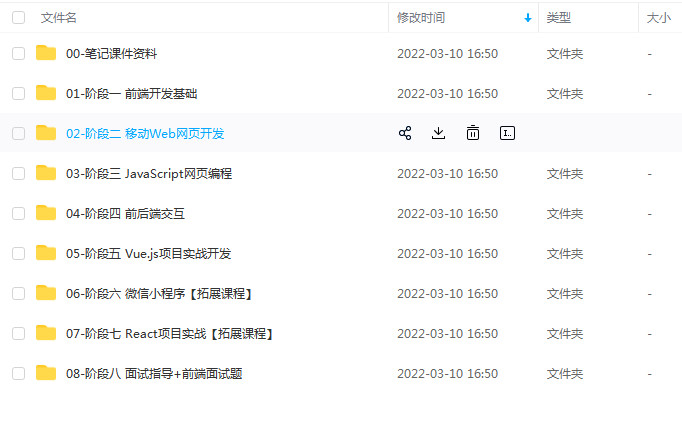 文件名 修改时间 类型 大小
00-笔记课件资料 2022-03-10 16:50 文件夹 -
01-阶段一 前端开发基础 2022-03-10 16:50 文件夹 -
02-阶段二 移动Web网页开发
03-阶段三 JavaScript网页编程 2022-03-10 16:50 文件夹 -
04-阶段四 前后端交互 2022-03-10 16:50 文件夹 -
05-阶段五 Vue.js项目实战开发 2022-03-10 16:50 文件夹 -
06-阶段六 微信小程序【拓展课程】 2022-03-10 16:50 文件夹 -
07-阶段七 React项目实战【拓展课程】 2022-03-10 16:50 文件夹 -
08-阶段八 面试指导+前端面试题 2022-03-10 16:50 文件夹 -